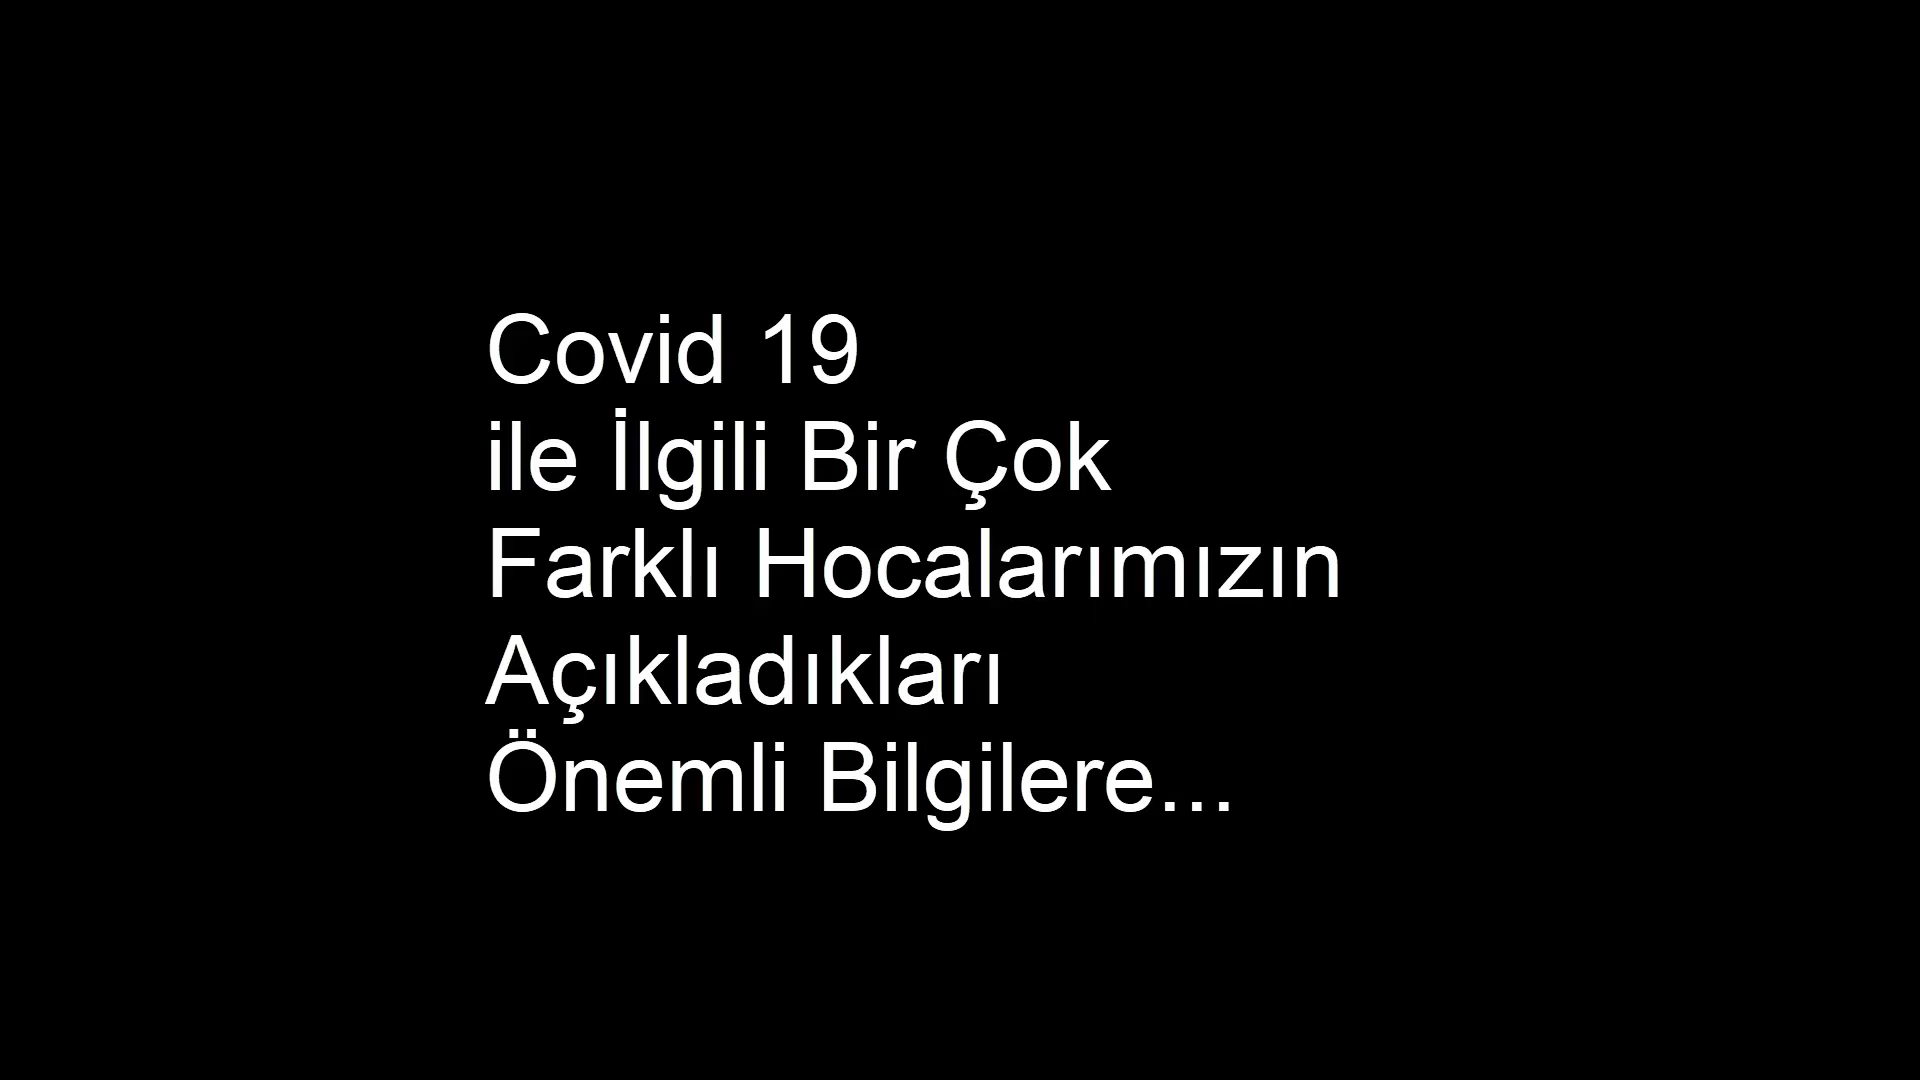 Covid 19
ile İlgili Bir Çok
Farklı Hocalarımızın
Açıkladıkları
Önemli Bilgilere...